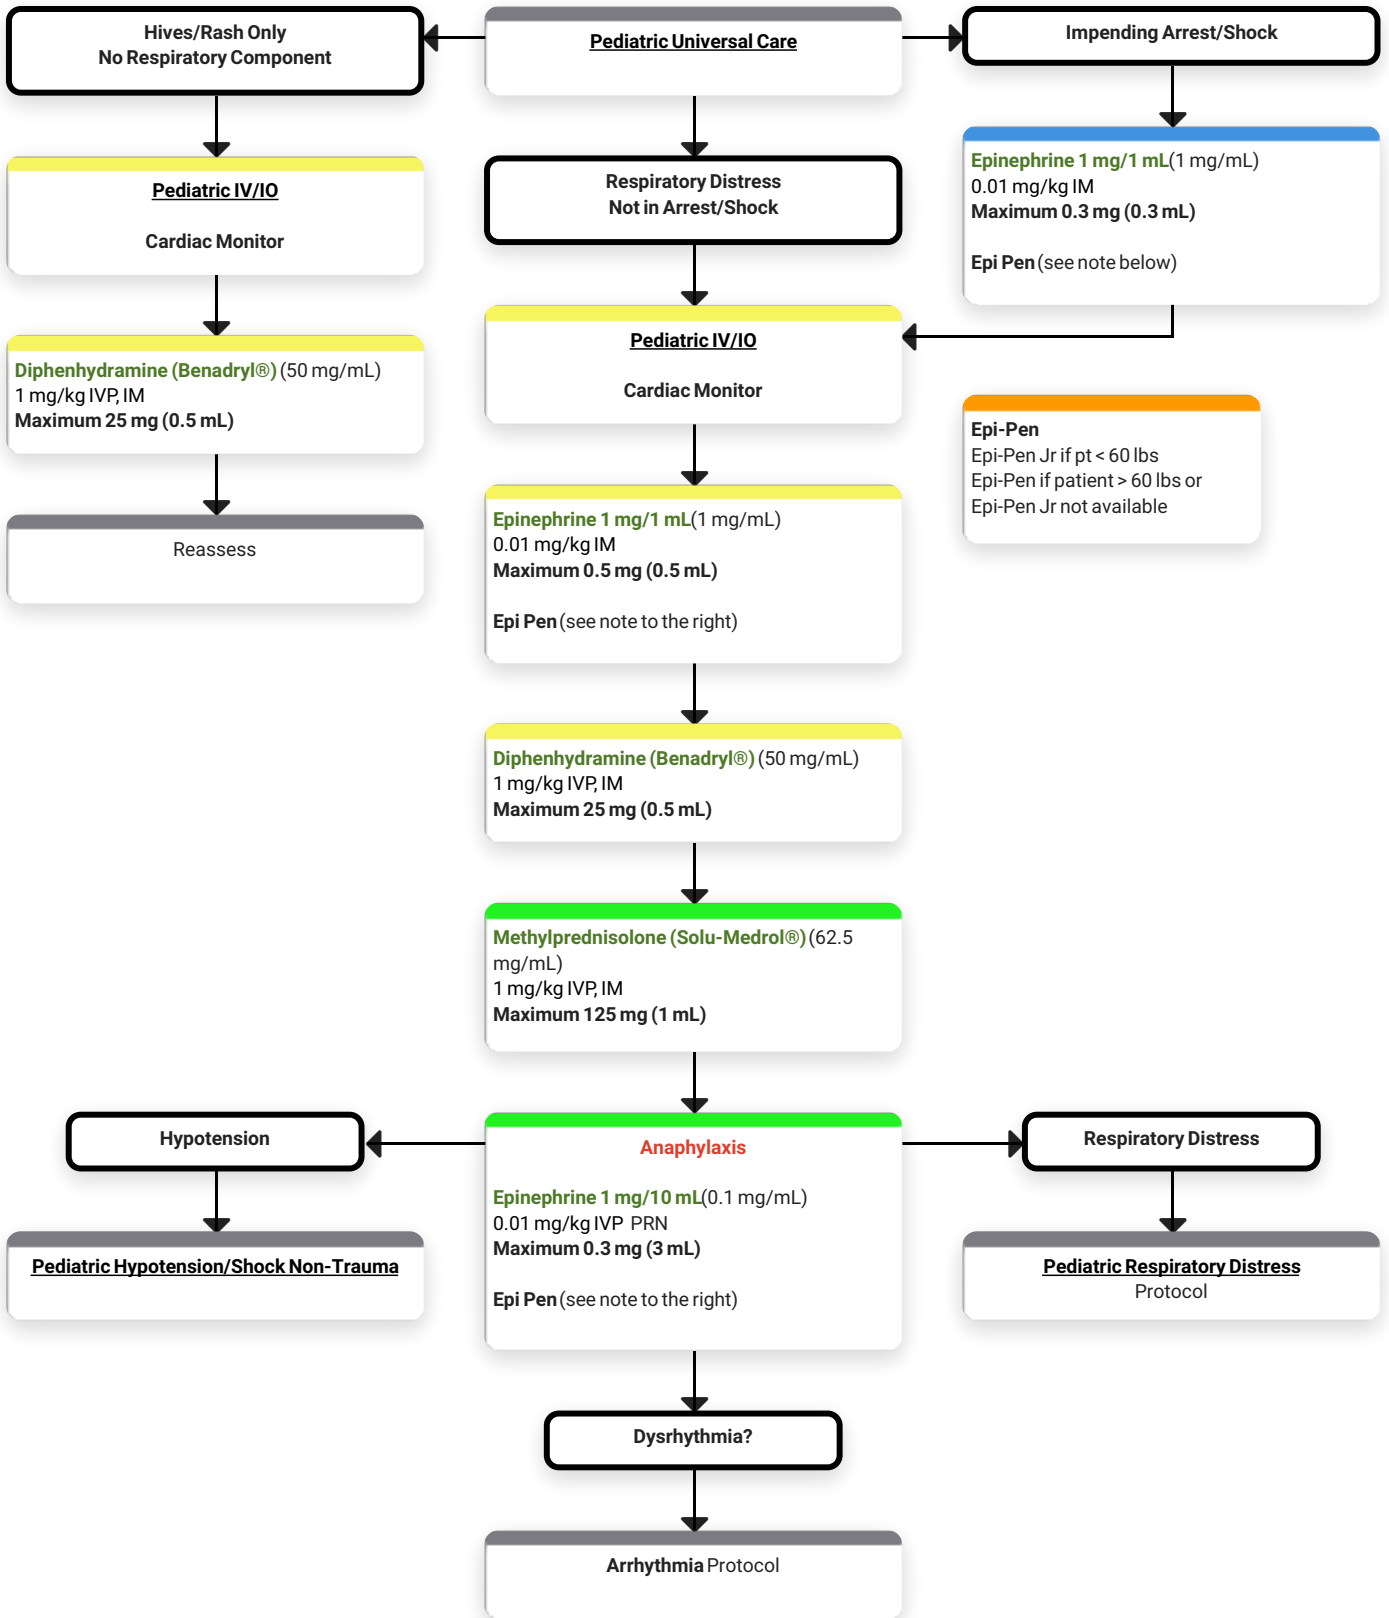 Hives/Rash Only
No Respiratory Component
Pediatric Universal Care
Impending Arrest/Shock
Pediatric IV/IO
Cardiac Monitor
Respiratory Distress
Not in Arrest/Shock
Epinephrine 1 mg/1 mL(1 mg/mL)
0.01 mg/kg IM
Maximum 0.3 mg (0.3 mL)
Epi Pen (see note below)
Diphenhydramine (Benadryl®) (50 mg/mL)
1 mg/kg IVP, IM
Maximum 25 mg (0.5 mL)
Pediatric IV/IO
Cardiac Monitor
Epi-Pen
Epi-Pen Jr if pt < 60 lbs
Epi-Pen if patient > 60 lbs or
Epi-Pen Jr not available
Reassess
Epinephrine 1 mg/1 mL(1 mg/mL)
0.01 mg/kg IM
Maximum 0.5 mg (0.5 mL)
Epi Pen (see note to the right)
Diphenhydramine (Benadryl®) (50 mg/mL)
1 mg/kg IVP, IM
Maximum 25 mg (0.5 mL)
Methylprednisolone (Solu-Medrol®) (62.5
mg/mL)
1 mg/kg IVP, IM
Maximum 125 mg (1 mL)
Hypotension
Anaphylaxis
Respiratory Distress
Epinephrine 1 mg/10 mL(0.1 mg/mL)
0.01 mg/kg IVP PRN
Maximum 0.3 mg (3 mL)
Epi Pen (see note to the right)
Pediatric Hypotension/Shock Non-Trauma
Pediatric Respiratory Distress
Protocol
Dysrhythmia?
Arrhythmia Protocol